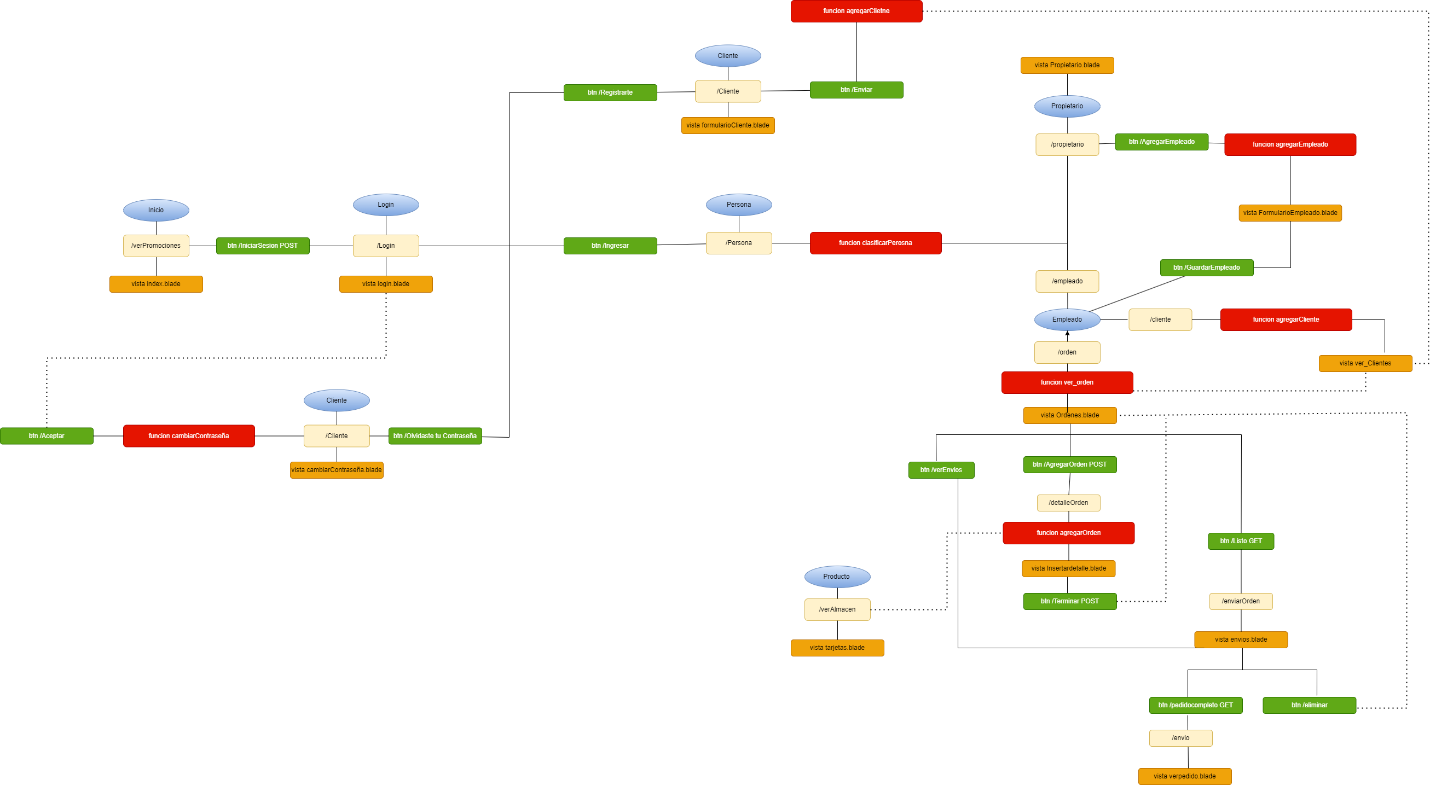 funcion agregarClietne
Cliente
vista Propietario.blade
btn /Registrarte
/Cliente
btn /Enviar
Propietario
vista formularioCliente.blade
/propietario
btn /AgregarEmpleado
funcion agregarEmpleado
Inicio
Login
Persona
vista FormularioEmpleado.blade
/verPromociones
btn /IniciarSesion POST
/Login
btn /Ingresar
/Persona
funcion clasificarPerosna
btn /GuardarEmpleado
vista Index.blade
vista login.blade
/empleado
Empleado
/cliente
funcion agregarCliente
/orden
vista ver_Clientes
funcion ver_orden
Cliente
vista Ordenes.blade
btn /Aceptar
funcion cambiarContraseña
/Cliente
btn /Olvidaste tu Contraseña
vista cambiarContraseña.blade
btn /verEnvios
btn /AgregarOrden POST
/detalleOrden
funcion agregarOrden
btn /Listo GET
vista Insertardetalle.blade
Producto
btn /Terminar POST
/enviarOrden
/verAlmacen
vista envios.blade
vista tarjetas.blade
btn /pedidocompleto GET
btn /eliminar
/envio
vista verpedido.blade